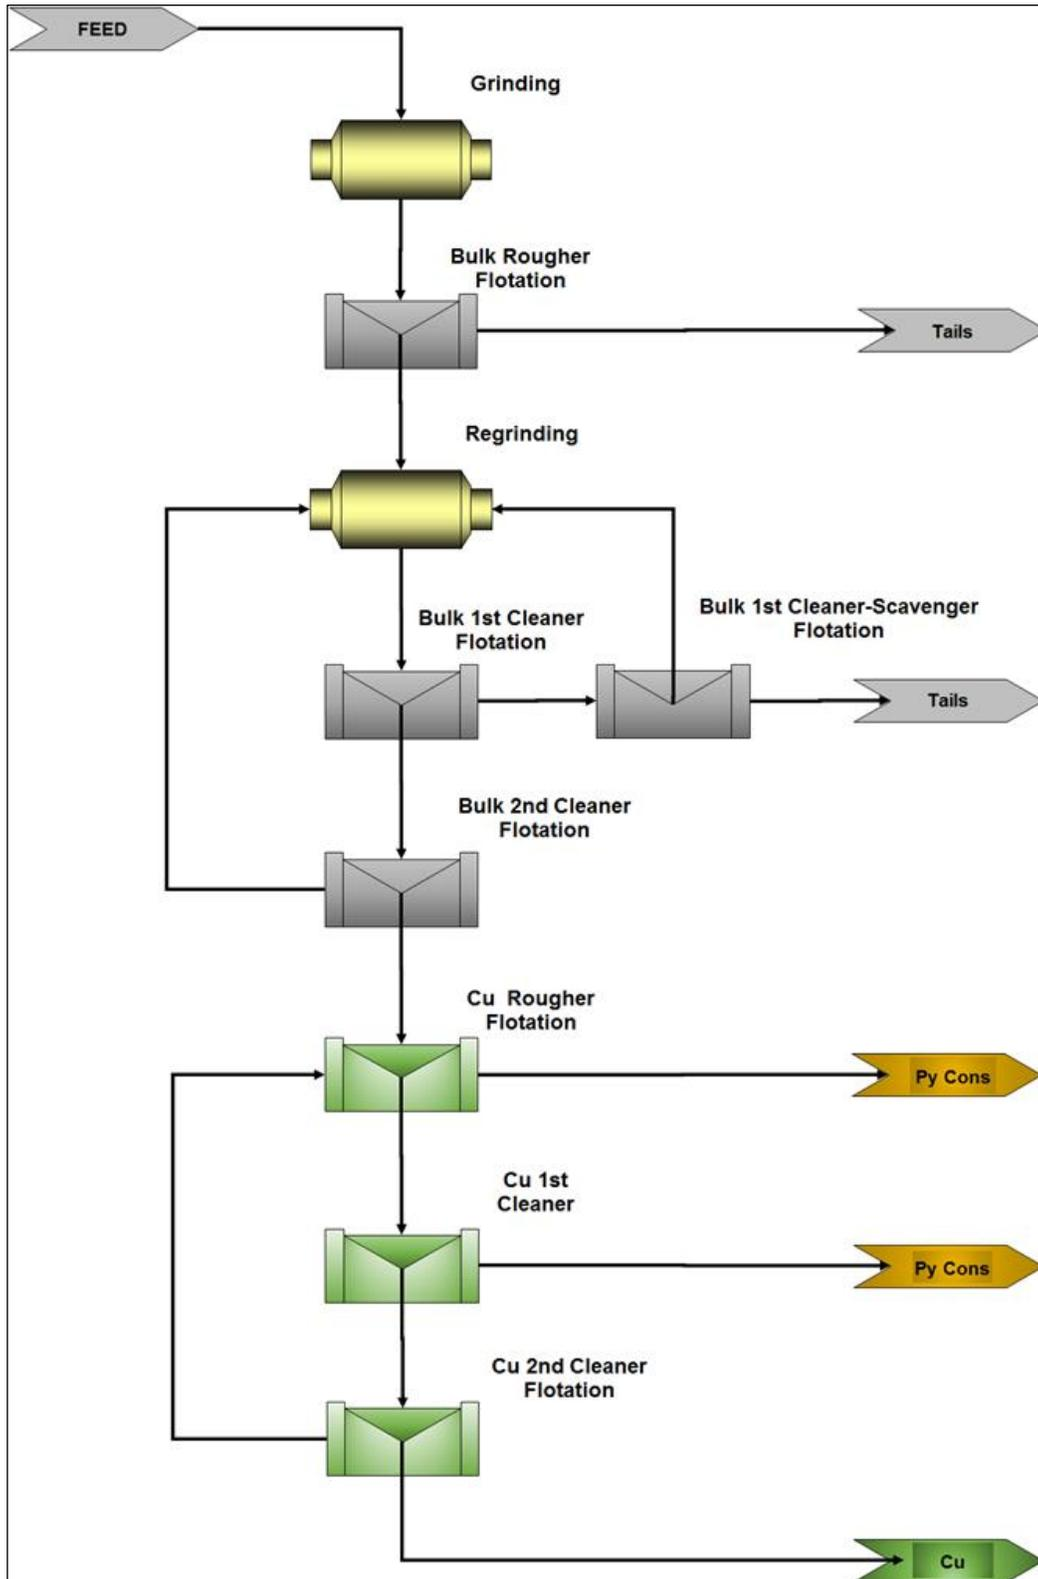 FEED
Grinding
Bulk Rougher
Flotation
Tails
Regrinding
Bulk 1st Cleaner
Flotation
Bulk 1st Cleaner-Scavenger
Flotation
Tails
Bulk 2nd Cleaner
Flotation
Cu Rougher
Flotation
Py Cons
Cu 1st
Cleaner
Py Cons
Cu 2nd Cleaner
Flotation
Cu